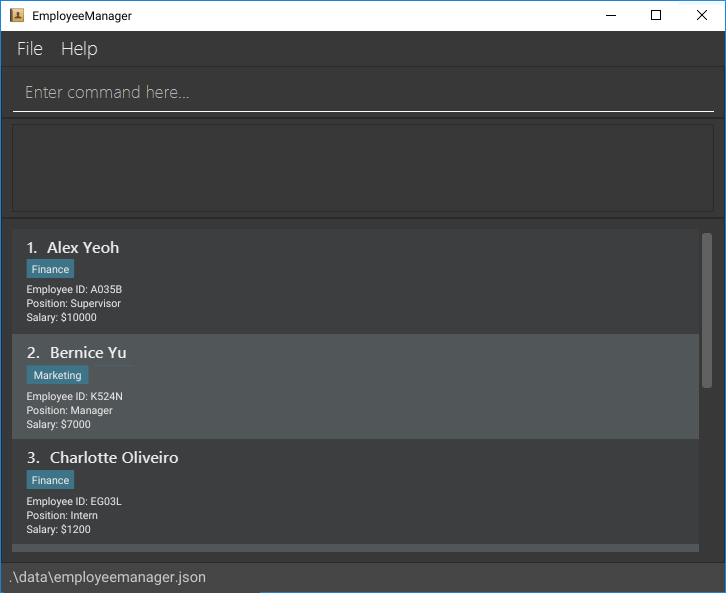 EmployeeManager
File Help
Enter command here...
1. Alex Yeoh
Finance
Employee ID: A035B
Position: Supervisor
Salary: $10000
2. Bernice Yu
Marketing
Employee ID: K524N
Position: Manager
Salary: $7000
3. Charlotte Oliveiro
Finance
Employee ID: EG03L
Position: Intern
Salary: $1200
.\data\employeemanager.json